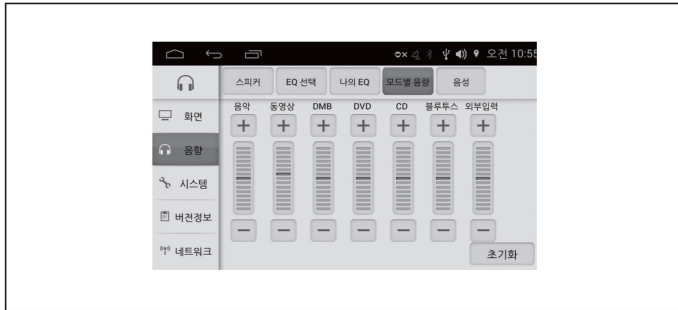 오전 10:55
스피커 EQ 선택 나의 EQ 모드별 음량 음성
음악 동영상 DMB DVD CD 블루투스 외부입력
화면
음향
시스템
버전정보
네트워크
초기화